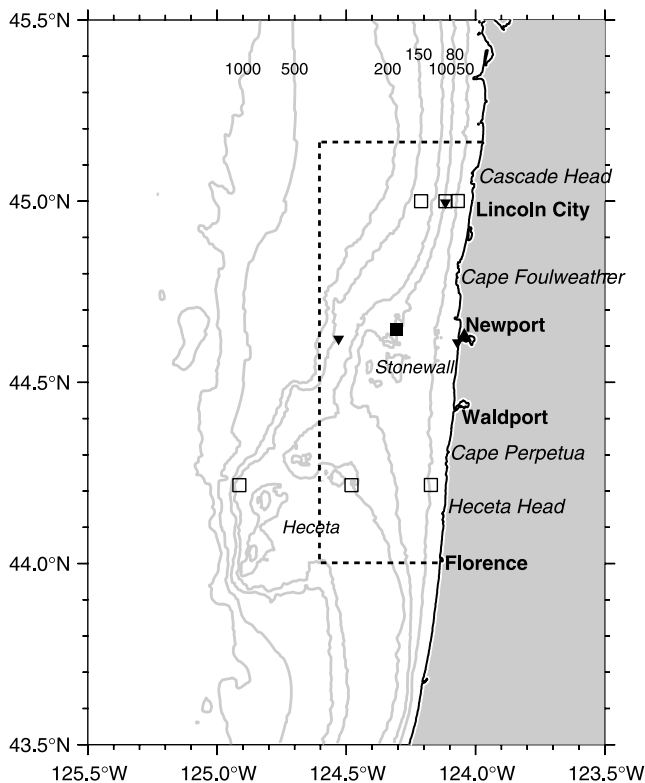 45.5°N
150 80
1000 500 200 100 50
Cascade Head
45.0°N
Lincoln City
Cape Foulweather
Newport
Stonewall
44.5°N
Waldport
Cape Perpetua
Heceta Head
Heceta
44.0°N
Florence
43.5°N
125.5°W 125.0°W 124.5°W 124.0°W 123.5°W